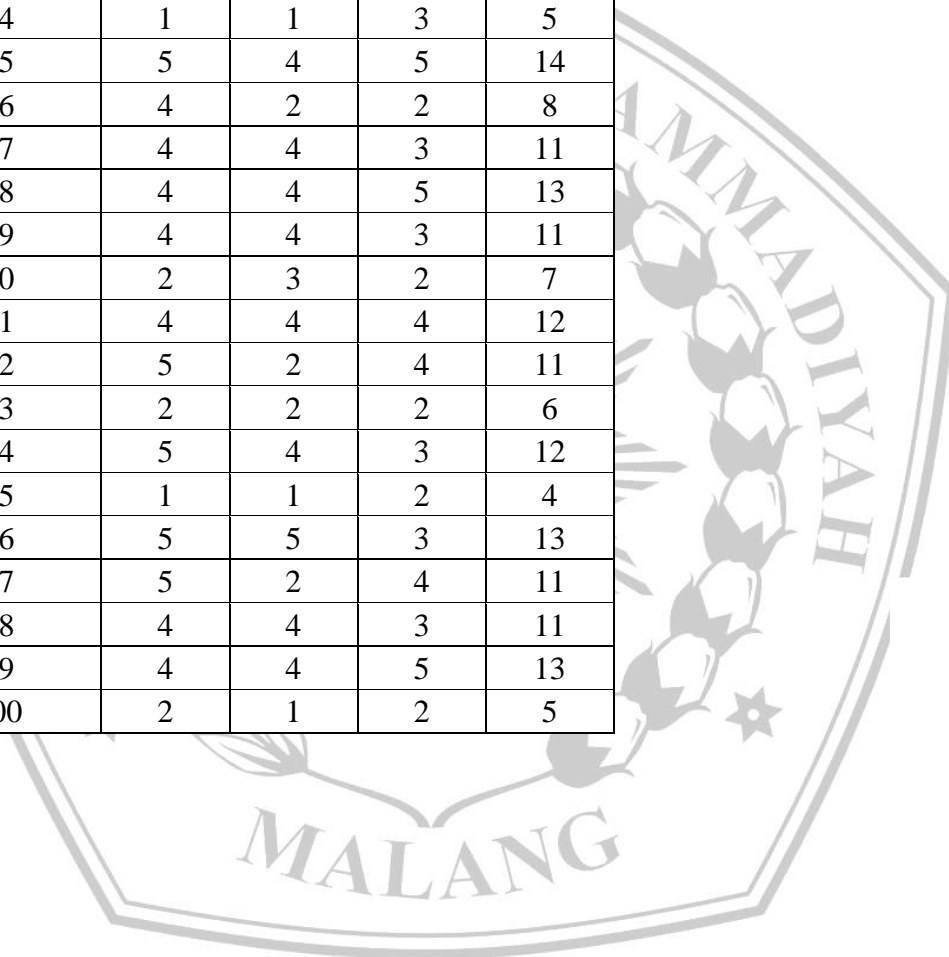 4 1 1 3 5
5 5 4 5 14
6 4 2 2 8
7 4 4 3 11
8 4 4 5 13
9 4 4 3 11
0 2 3 2 7
1 4 4 4 12
2 5 2 4 11
3 2 2 2 6
4 5 4 3 12
5 1 1 2 4
6 5 5 3 13
7 5 2 4 11
8 4 4 3 11
9 4 4 5 13
00 2 1 2 5
AMMADIYAH
MALANG